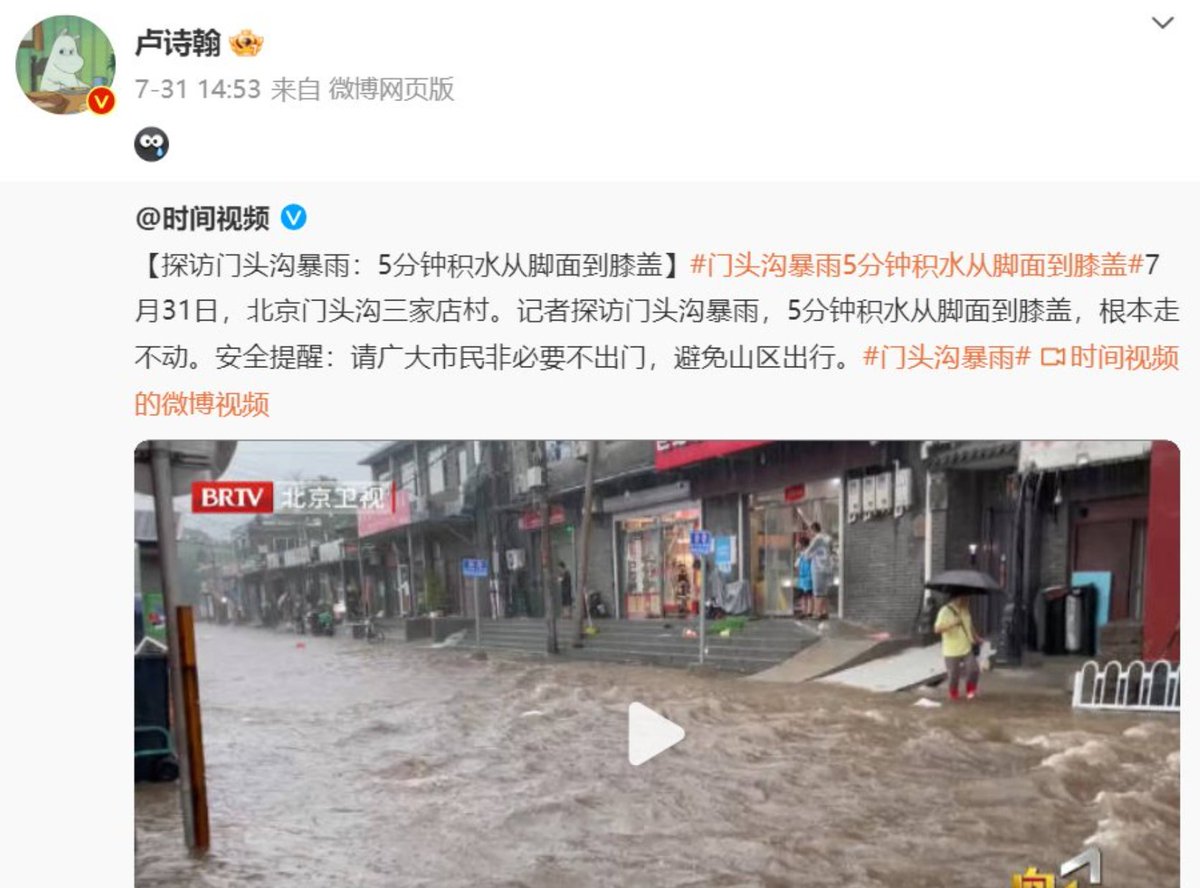 卢诗翰
7-31 14:53 来自 微博网页版
@时间视频
【探访门头沟暴雨：5分钟积水从脚面到膝盖】#门头沟暴雨5分钟积水从脚面到膝盖#7
月31日，北京门头沟三家店村。记者探访门头沟暴雨，5分钟积水从脚面到膝盖，根本走
不动。安全提醒：请广大市民非必要不出门，避免山区出行。#门头沟暴雨# 时间视频
的微博视频
BRTV 北京卫视